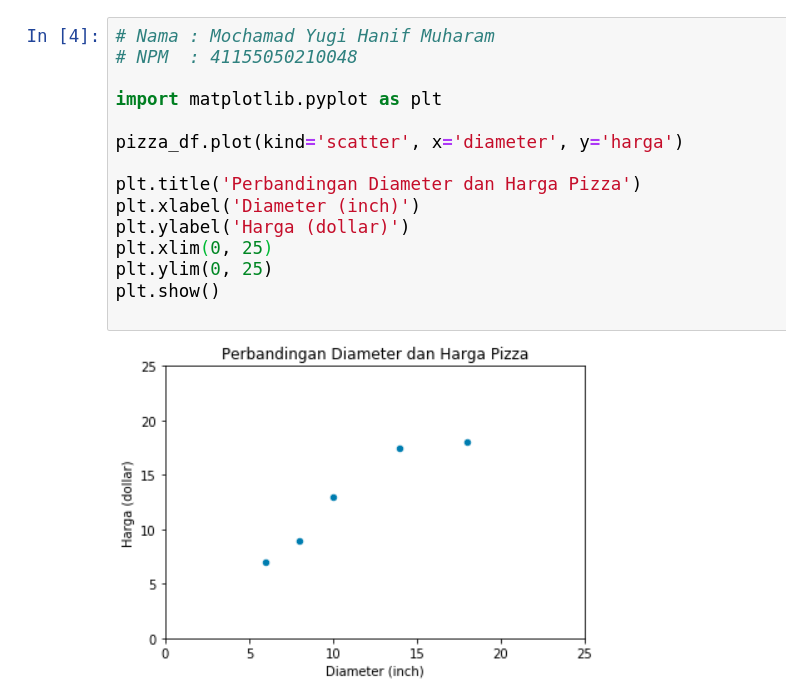 In [4]: # Nama : Mochamad Yugi Hanif Muharam
# NPM  : 41155050210048
import matplotlib.pyplot as plt
pizza_df.plot(kind='scatter', x='diameter', y='harga')
plt.title('Perbandingan Diameter dan Harga Pizza')
plt.xlabel('Diameter (inch)')
plt.ylabel('Harga (dollar)')
plt.xlim(0, 25)
plt.ylim(0, 25)
plt.show()
Perbandingan Diameter dan Harga Pizza
25
20
15
10
5
0
Harga (dollar)
0 5 10 15 20 25
Diameter (inch)